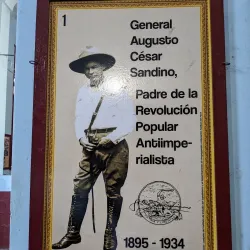 1
General
Augusto
César
Sandino,
Padre de la
Revolución
Popular
Antiimpe-
rialista
1895 - 1934